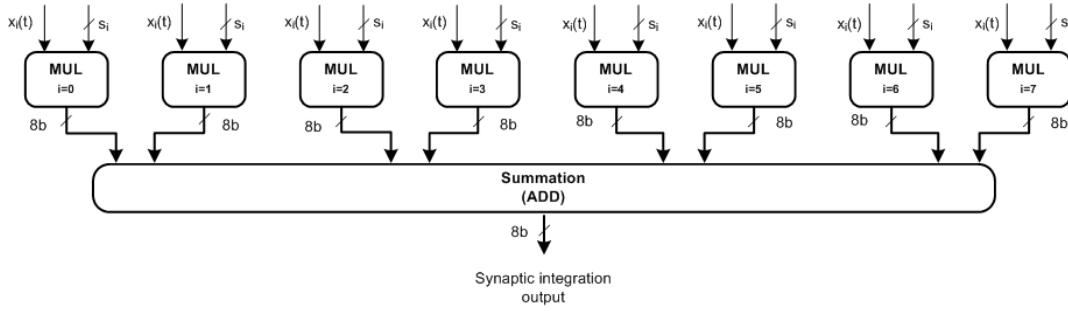 xᵢ(t) sᵢ xᵢ(t) sᵢ xᵢ(t) sᵢ xᵢ(t) sᵢ xᵢ(t) sᵢ xᵢ(t) sᵢ xᵢ(t) sᵢ xᵢ(t) s
MUL MUL MUL MUL MUL MUL MUL MUL
i=0 i=1 i=2 i=3 i=4 i=5 i=6 i=7
8b 8b 8b 8b 8b 8b 8b 8b
Summation
(ADD)
8b
Synaptic integration
output